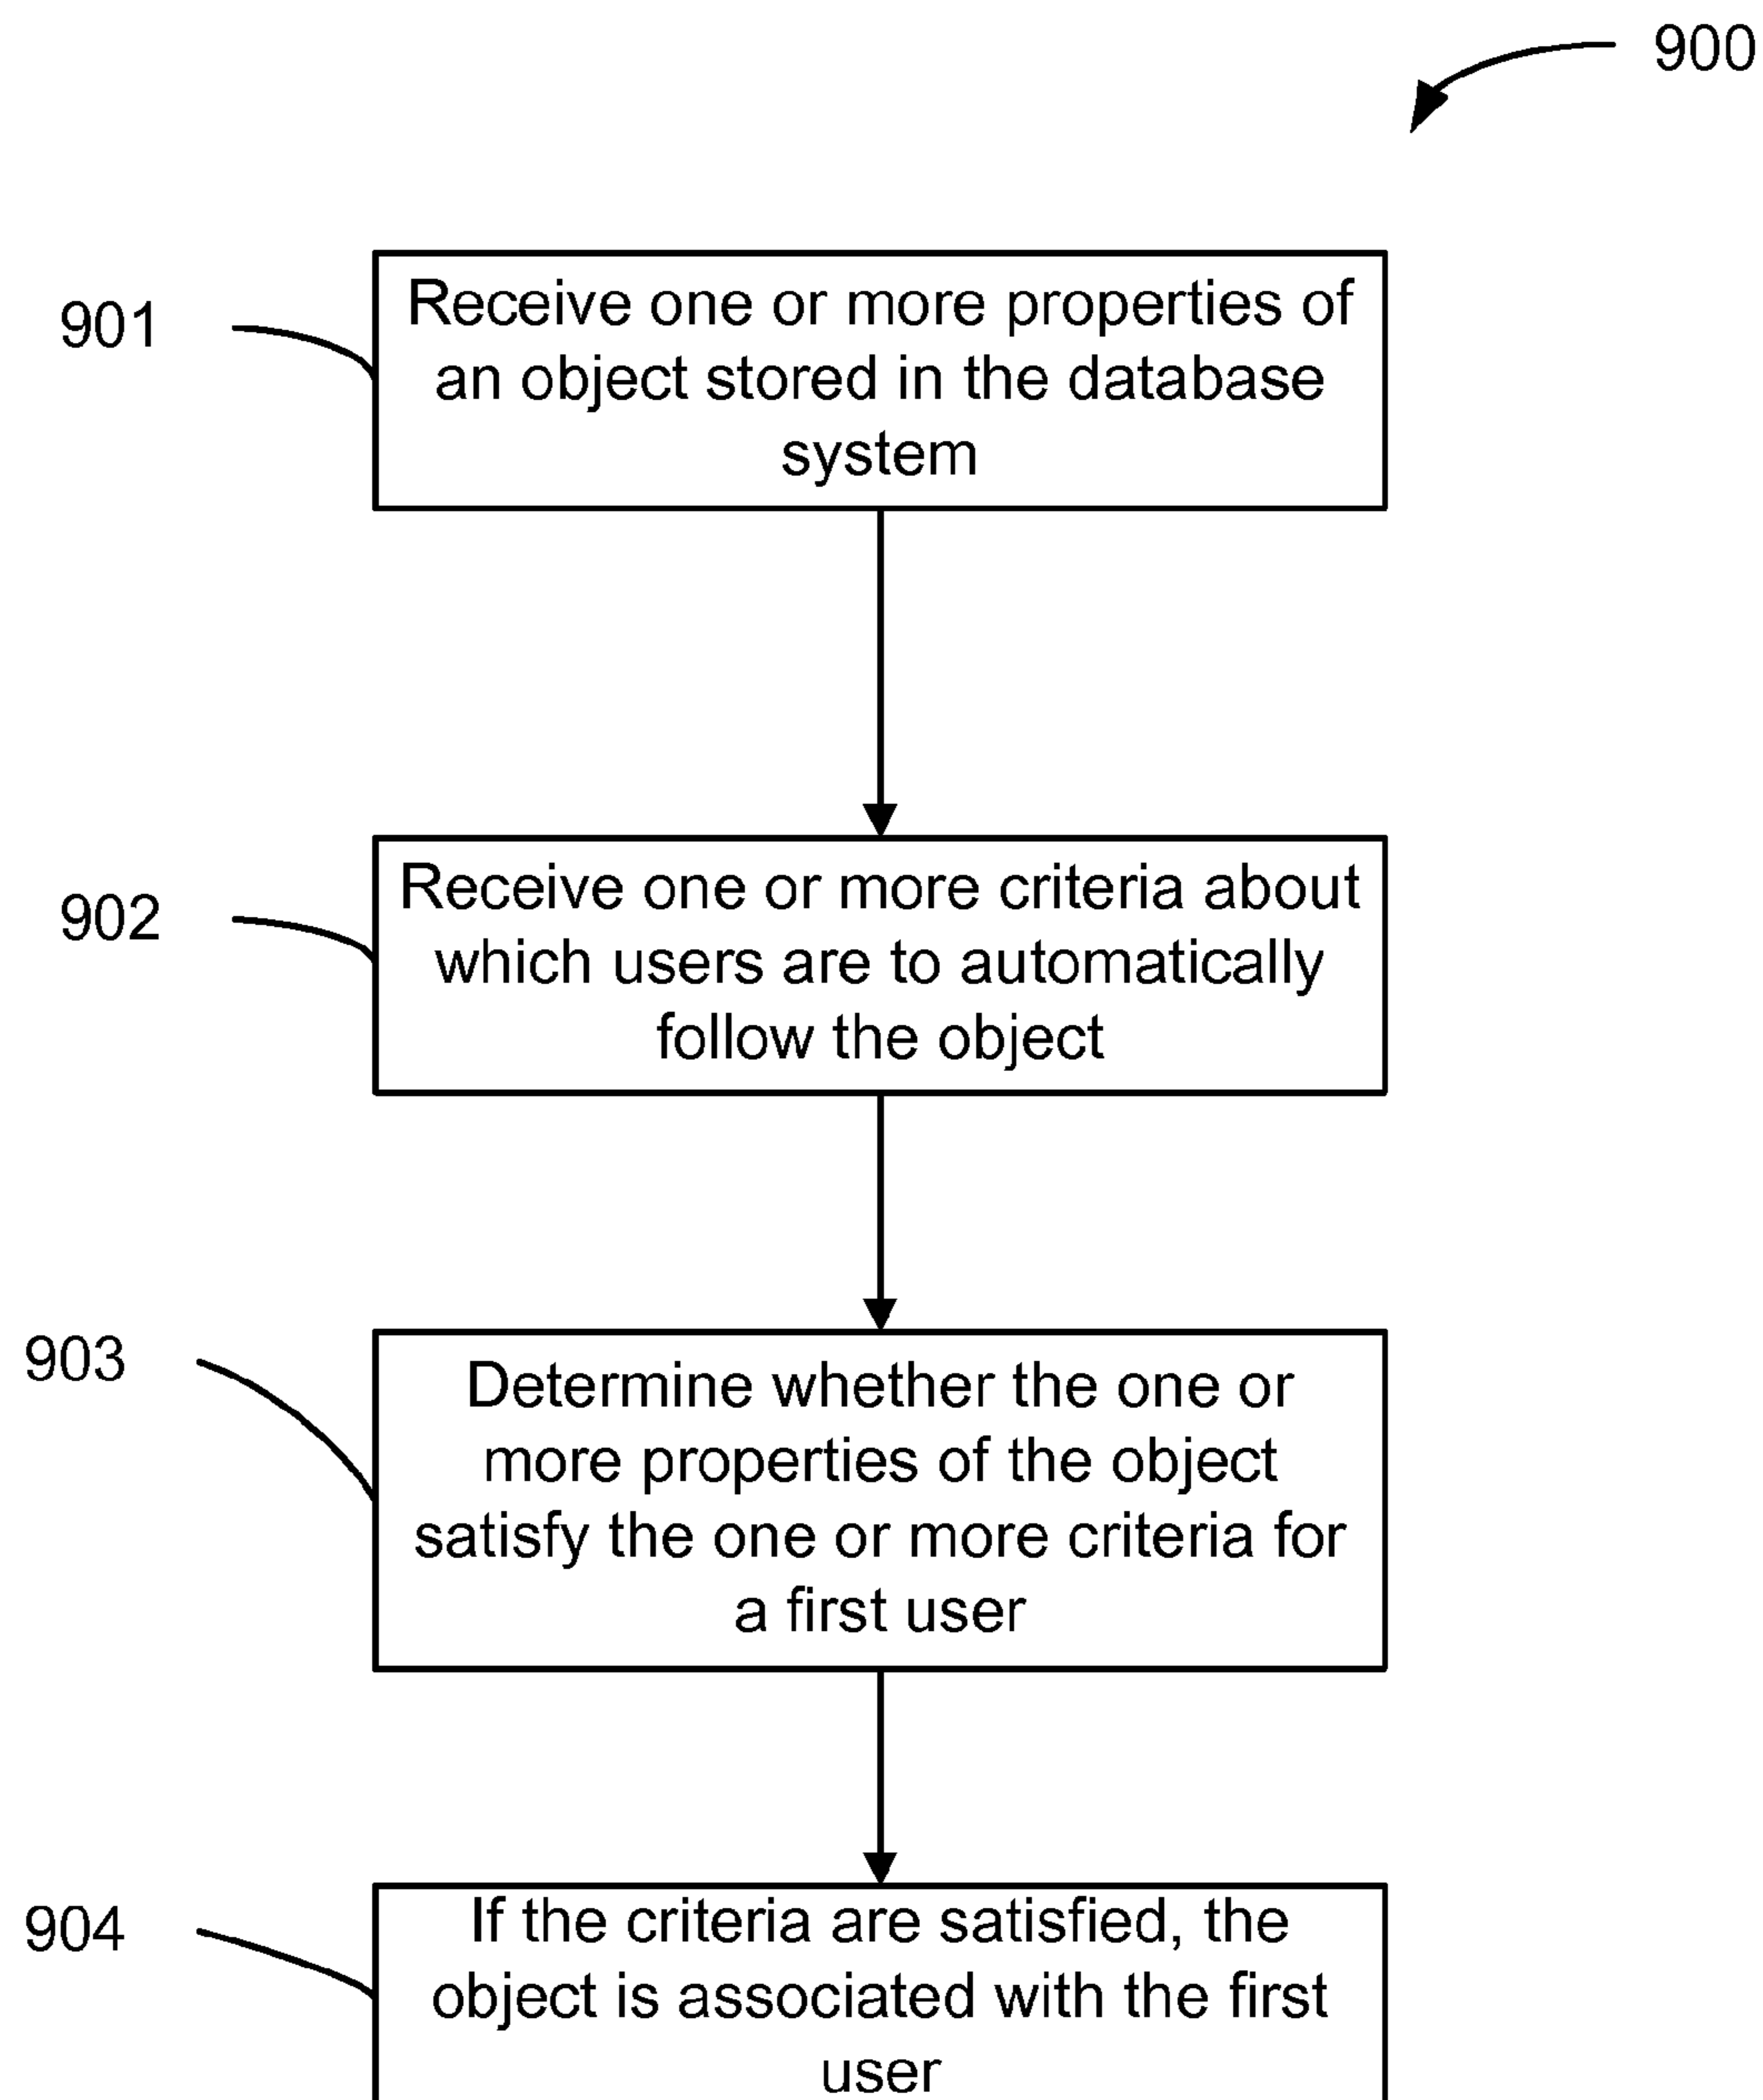 900
901
Receive one or more properties of
an object stored in the database
system
902
Receive one or more criteria about
which users are to automatically
follow the object
903
Determine whether the one or
more properties of the object
satisfy the one or more criteria for
a first user
904
If the criteria are satisfied, the
object is associated with the first
user